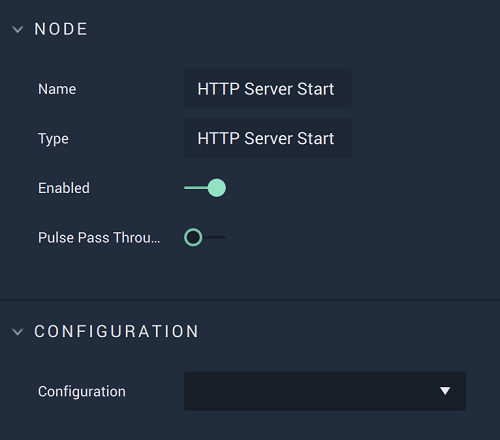 NODE
Name HTTP Server Start
Type HTTP Server Start
Enabled
Pulse Pass Throu...
CONFIGURATION
Configuration